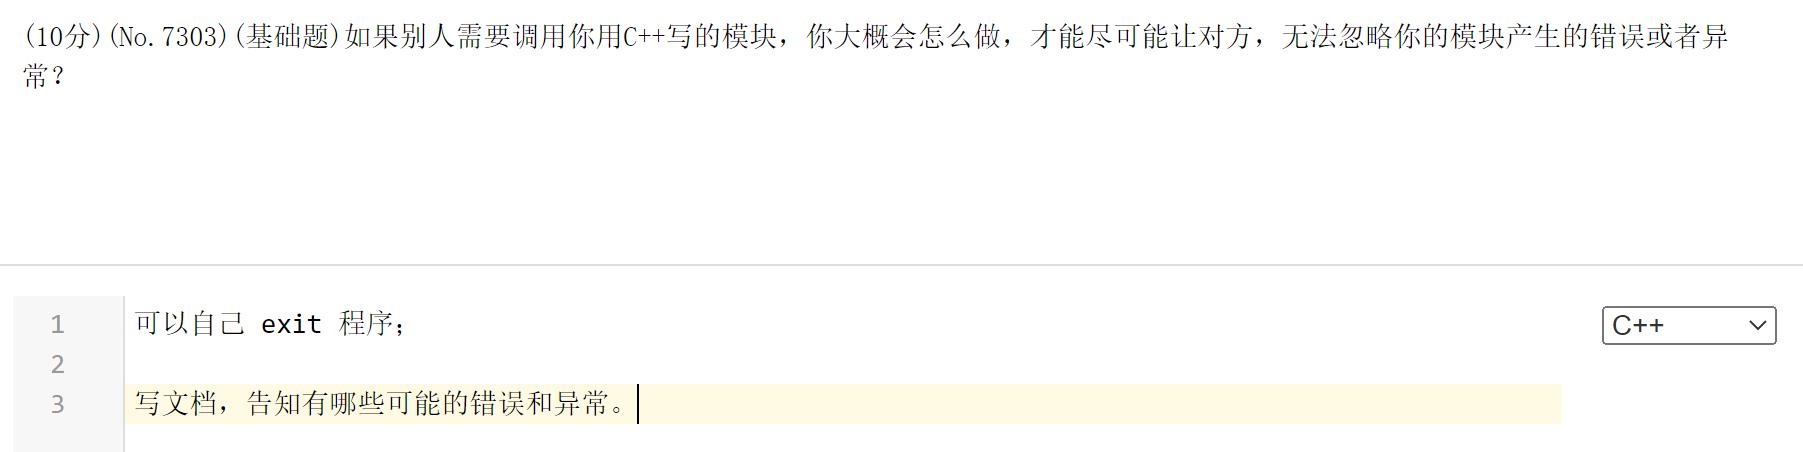 (10分)(No.7303)(基础题)如果别人需要调用你用C++写的模块，你大概会怎么做，才能尽可能让对方，无法忽略你的模块产生的错误或者异
常？
1 可以自己 exit 程序；
C++
2
3 写文档，告知有哪些可能的错误和异常。